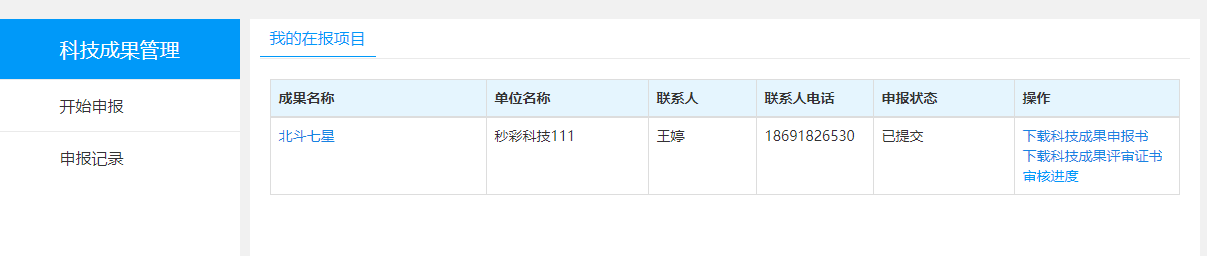 科技成果管理
开始申报
申报记录
我的在报项目
成果名称 单位名称 联系人 联系人电话 申报状态 操作
北斗七星 秒彩科技111 王婷 18691826530 已提交 下载科技成果申报书
下载科技成果评审证书
审核进度